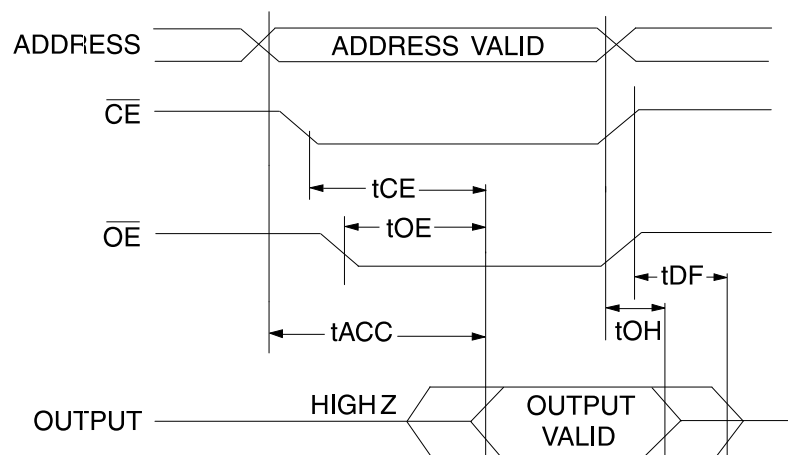 ADDRESS
ADDRESS VALID
CE
tCE
tOE
OE
tDF
tACC
tOH
HIGH Z
OUTPUT
OUTPUT
VALID